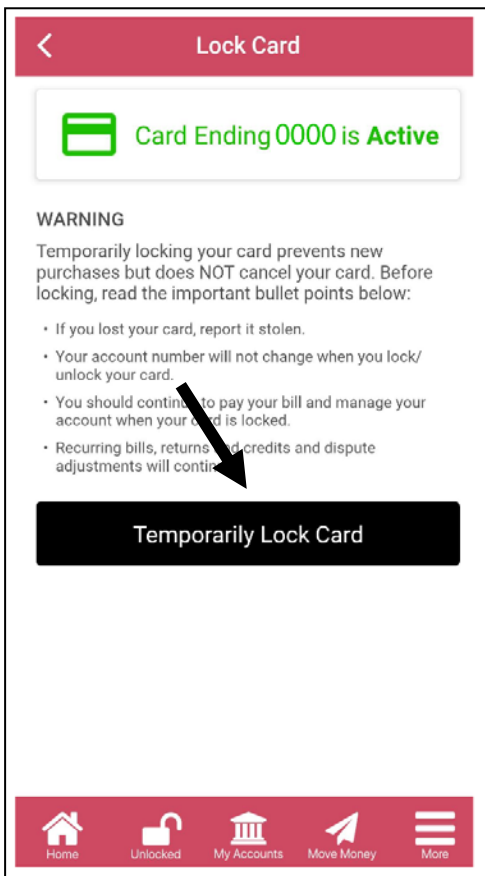 Lock Card
Card Ending 0000 is Active
WARNING
Temporarily locking your card prevents new
purchases but does NOT cancel your card. Before
locking, read the important bullet points below:
• If you lost your card, report it stolen.
• Your account number will not change when you lock/
unlock your card.
• You should continue to pay your bill and manage your
account when your card is locked.
• Recurring bills, returns and credits and dispute
adjustments will continue
Temporarily Lock Card
Home Unlocked My Accounts Move Money More